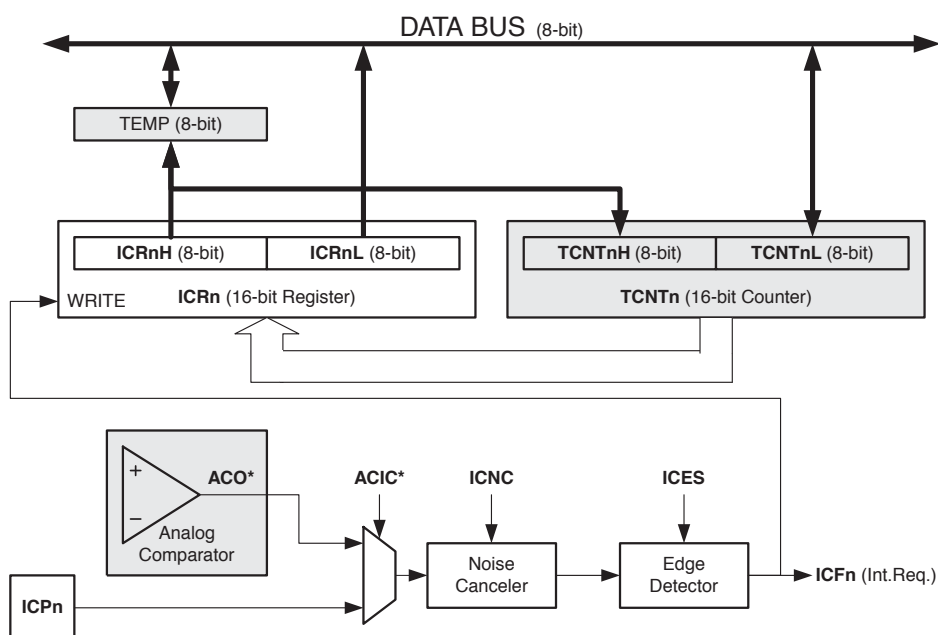 DATA BUS (8-bit)
TEMP (8-bit)
ICRnH (8-bit)
ICRnL (8-bit)
TCNTnH (8-bit)
TCNTnL (8-bit)
WRITE
ICRn (16-bit Register)
TCNTn (16-bit Counter)
+
−
ACO*
Analog
Comparator
ACIC*
ICNC
ICES
Noise
Canceler
Edge
Detector
ICFn (Int.Req.)
ICPn